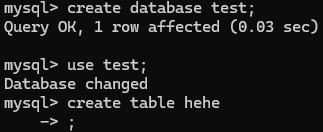 mysql> create database test;
Query OK, 1 row affected (0.03 sec)
mysql> use test;
Database changed
mysql> create table hehe
    -> ;